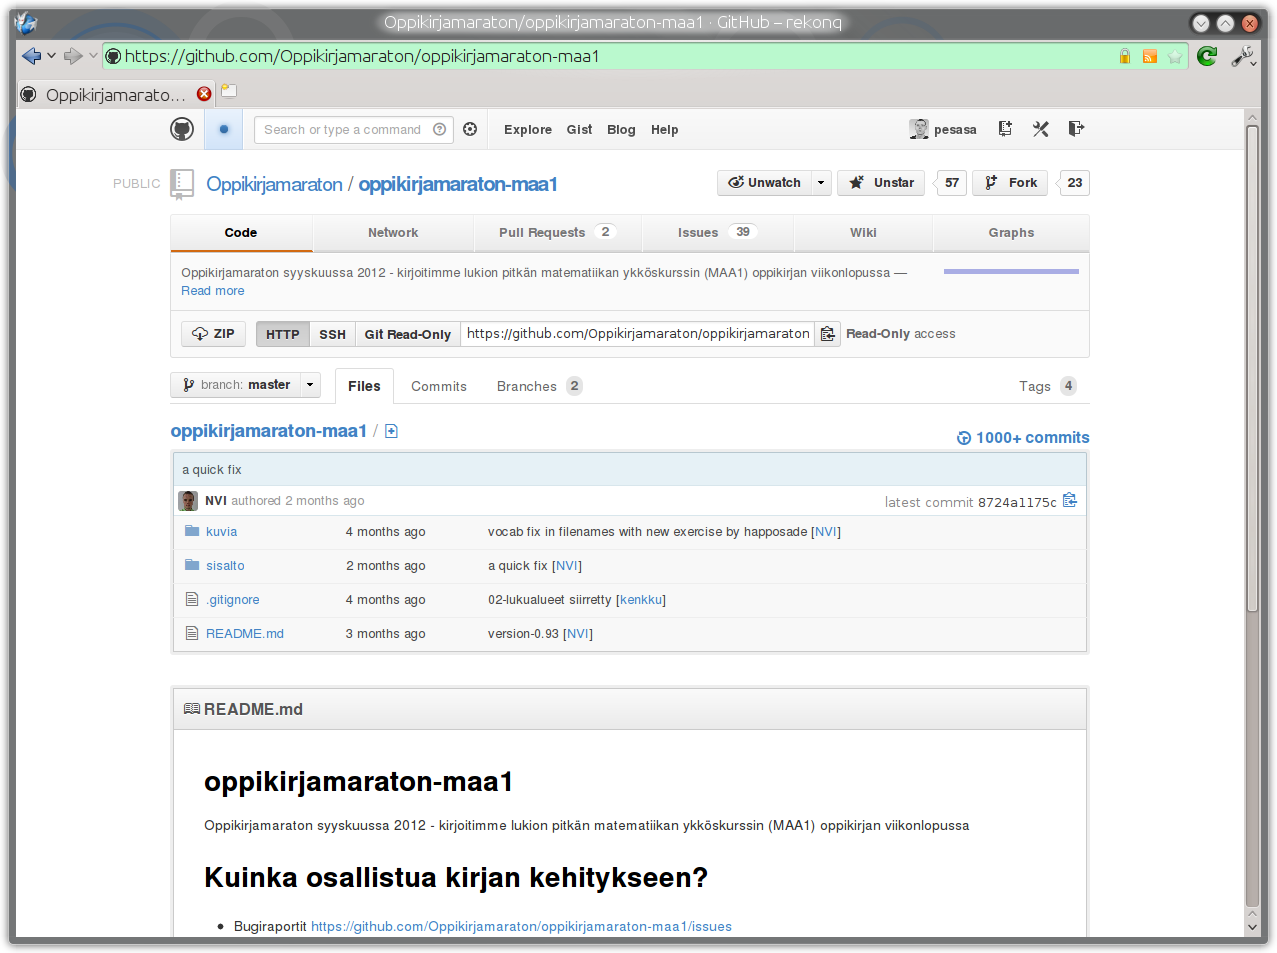 Oppikirjamaraton/oppikirjamaraton-maa1 · GitHub – rekonq
https://github.com/Oppikirjamaraton/oppikirjamaraton-maa1
Oppikirjamarato...
Search or type a command
Explore Gist Blog Help
pesasa
PUBLIC Oppikirjamaraton / oppikirjamaraton-maa1
Unwatch Unstar 57 Fork 23
Code Network Pull Requests 2 Issues 39 Wiki Graphs
Oppikirjamaraton syyskuussa 2012 - kirjoitimme lukion pitkän matematiikan ykköskurssin (MAA1) oppikirjan viikonlopussa —
Read more
ZIP HTTP SSH Git Read-Only https://github.com/Oppikirjamaraton/oppikirjamaraton Read-Only access
branch: master Files Commits Branches 2 Tags 4
oppikirjamaraton-maa1 /
1000+ commits
a quick fix
NVI authored 2 months ago
latest commit 8724a1175c
kuvia 4 months ago vocab fix in filenames with new exercise by happosade [NVI]
sisalto 2 months ago a quick fix [NVI]
.gitignore 4 months ago 02-lukualueet siirretty [kenkku]
README.md 3 months ago version-0.93 [NVI]
README.md
oppikirjamaraton-maa1
Oppikirjamaraton syyskuussa 2012 - kirjoitimme lukion pitkän matematiikan ykköskurssin (MAA1) oppikirjan viikonlopussa
Kuinka osallistua kirjan kehitykseen?
• Bugiraportit https://github.com/Oppikirjamaraton/oppikirjamaraton-maa1/issues